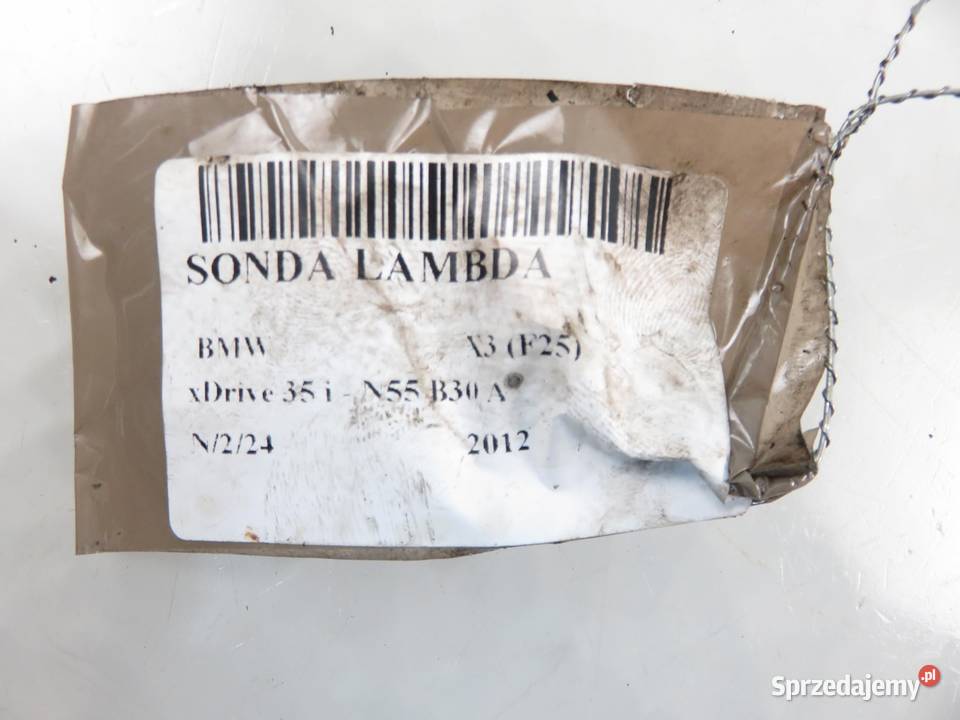 SONDA LAMBDA
BMW X3 (F25)
xDrive 35 i - N55 B30 A
N/2/24 2012
Sprzedajemy.pl